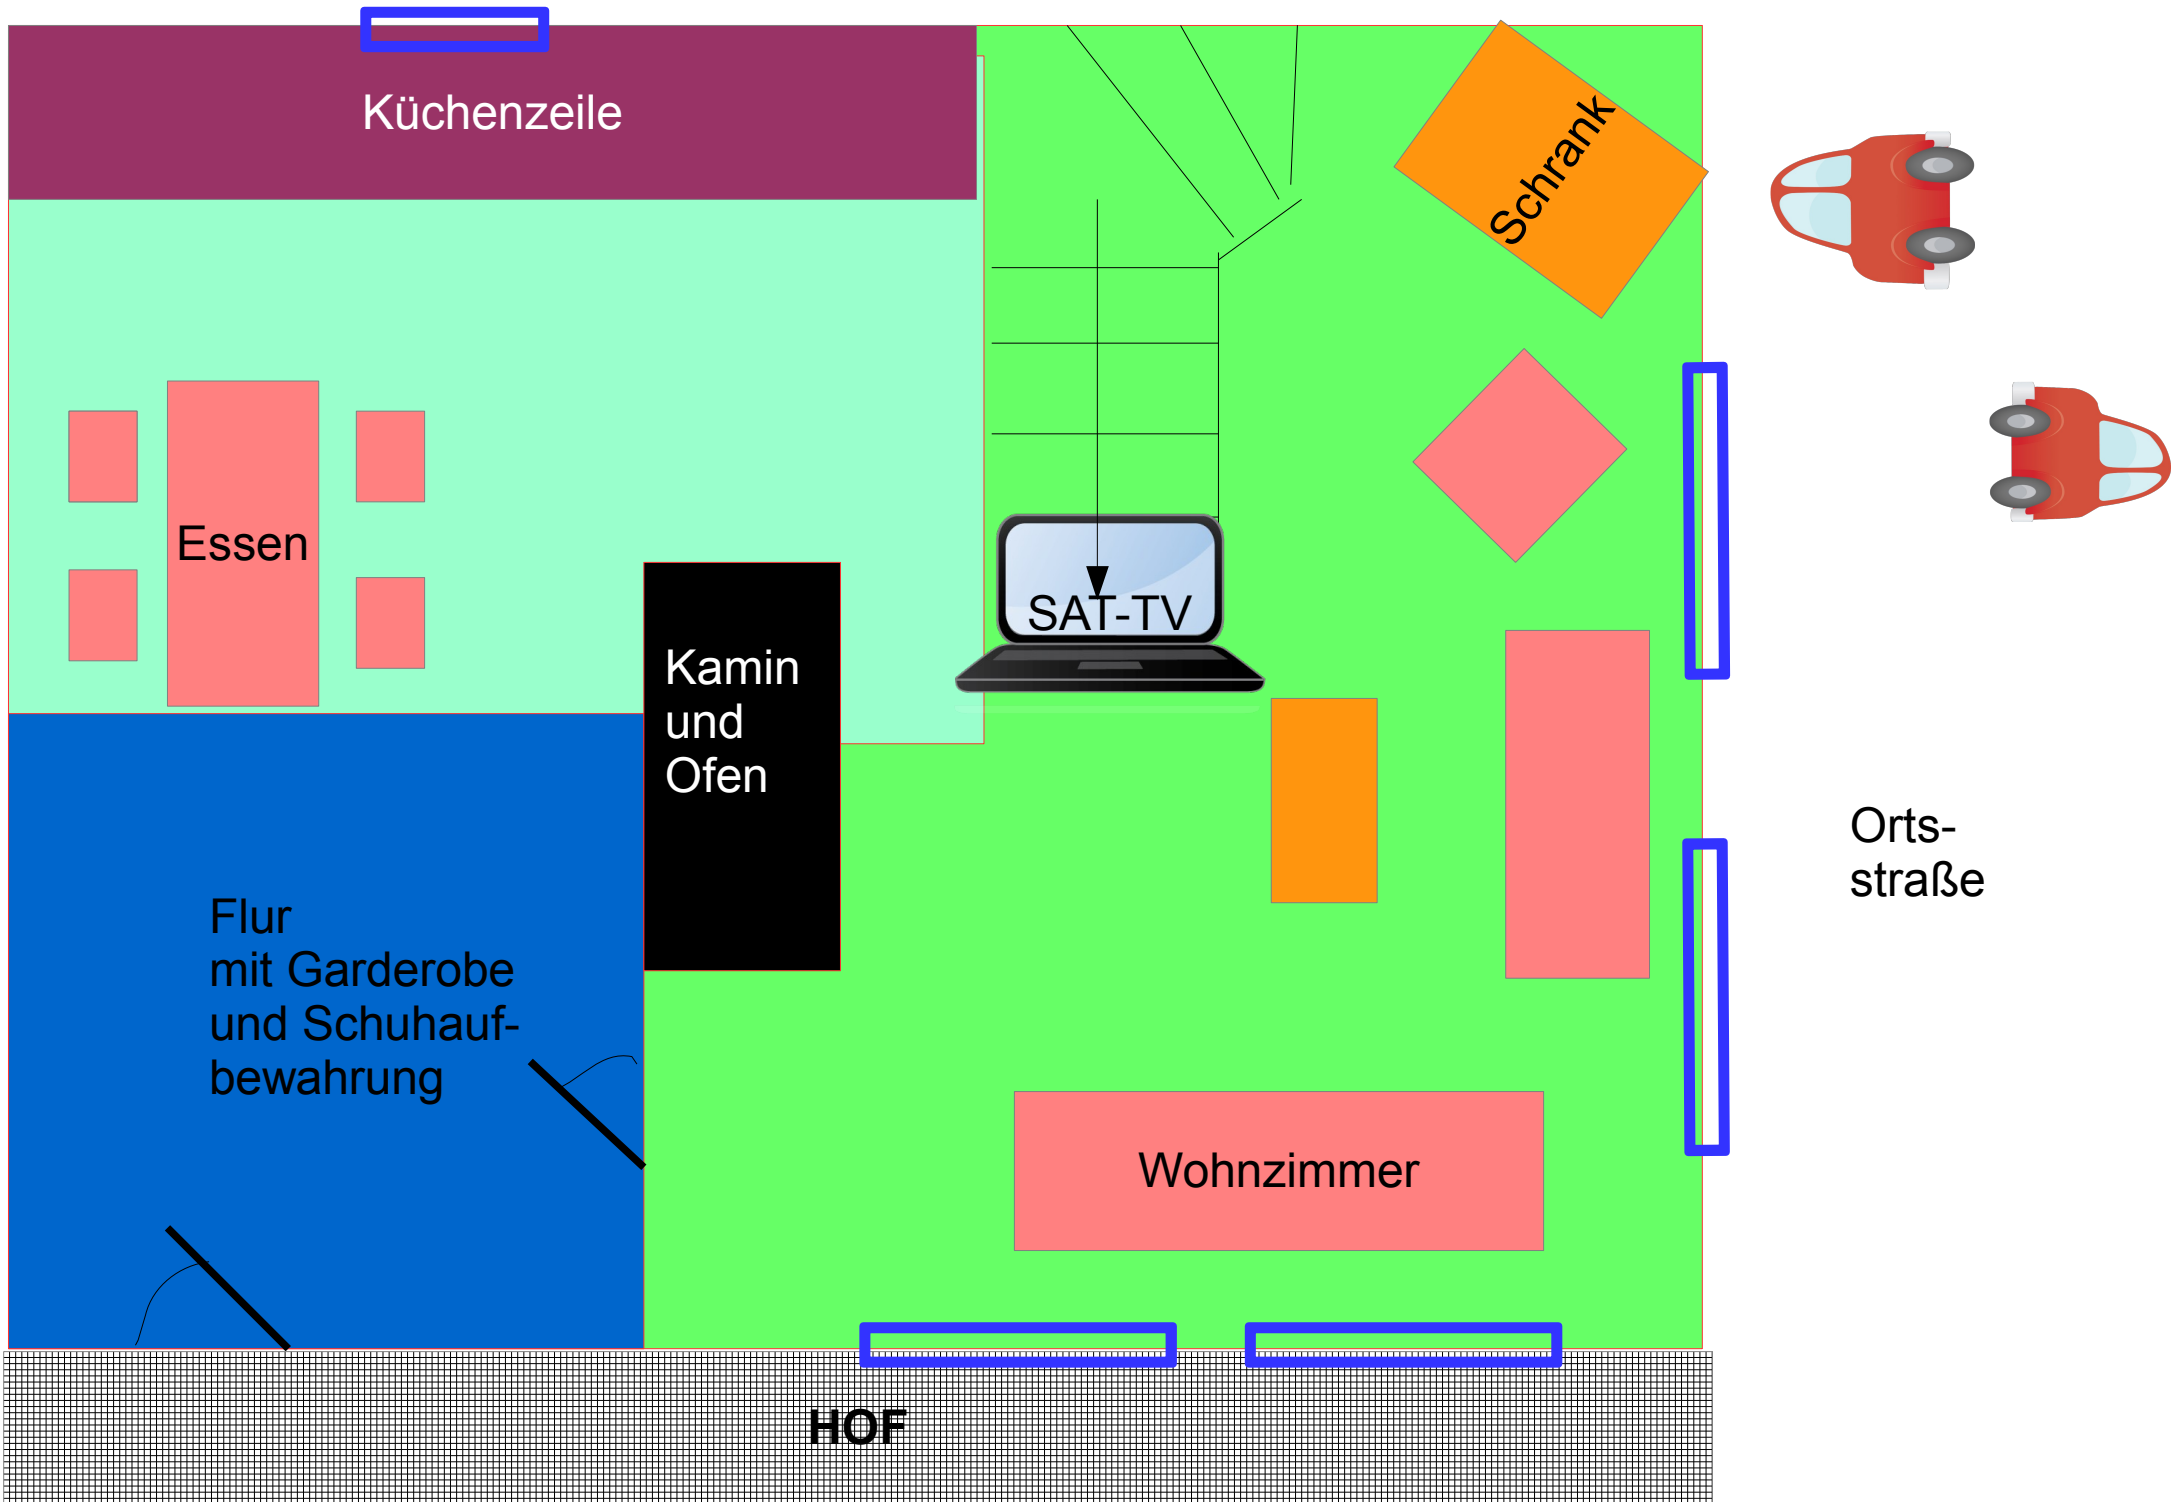 Küchenzeile
Schrank
Essen
SAT-TV
Kamin
und
Ofen
Orts-
straße
Flur
mit Garderobe
und Schuhauf-
bewahrung
Wohnzimmer
HOF